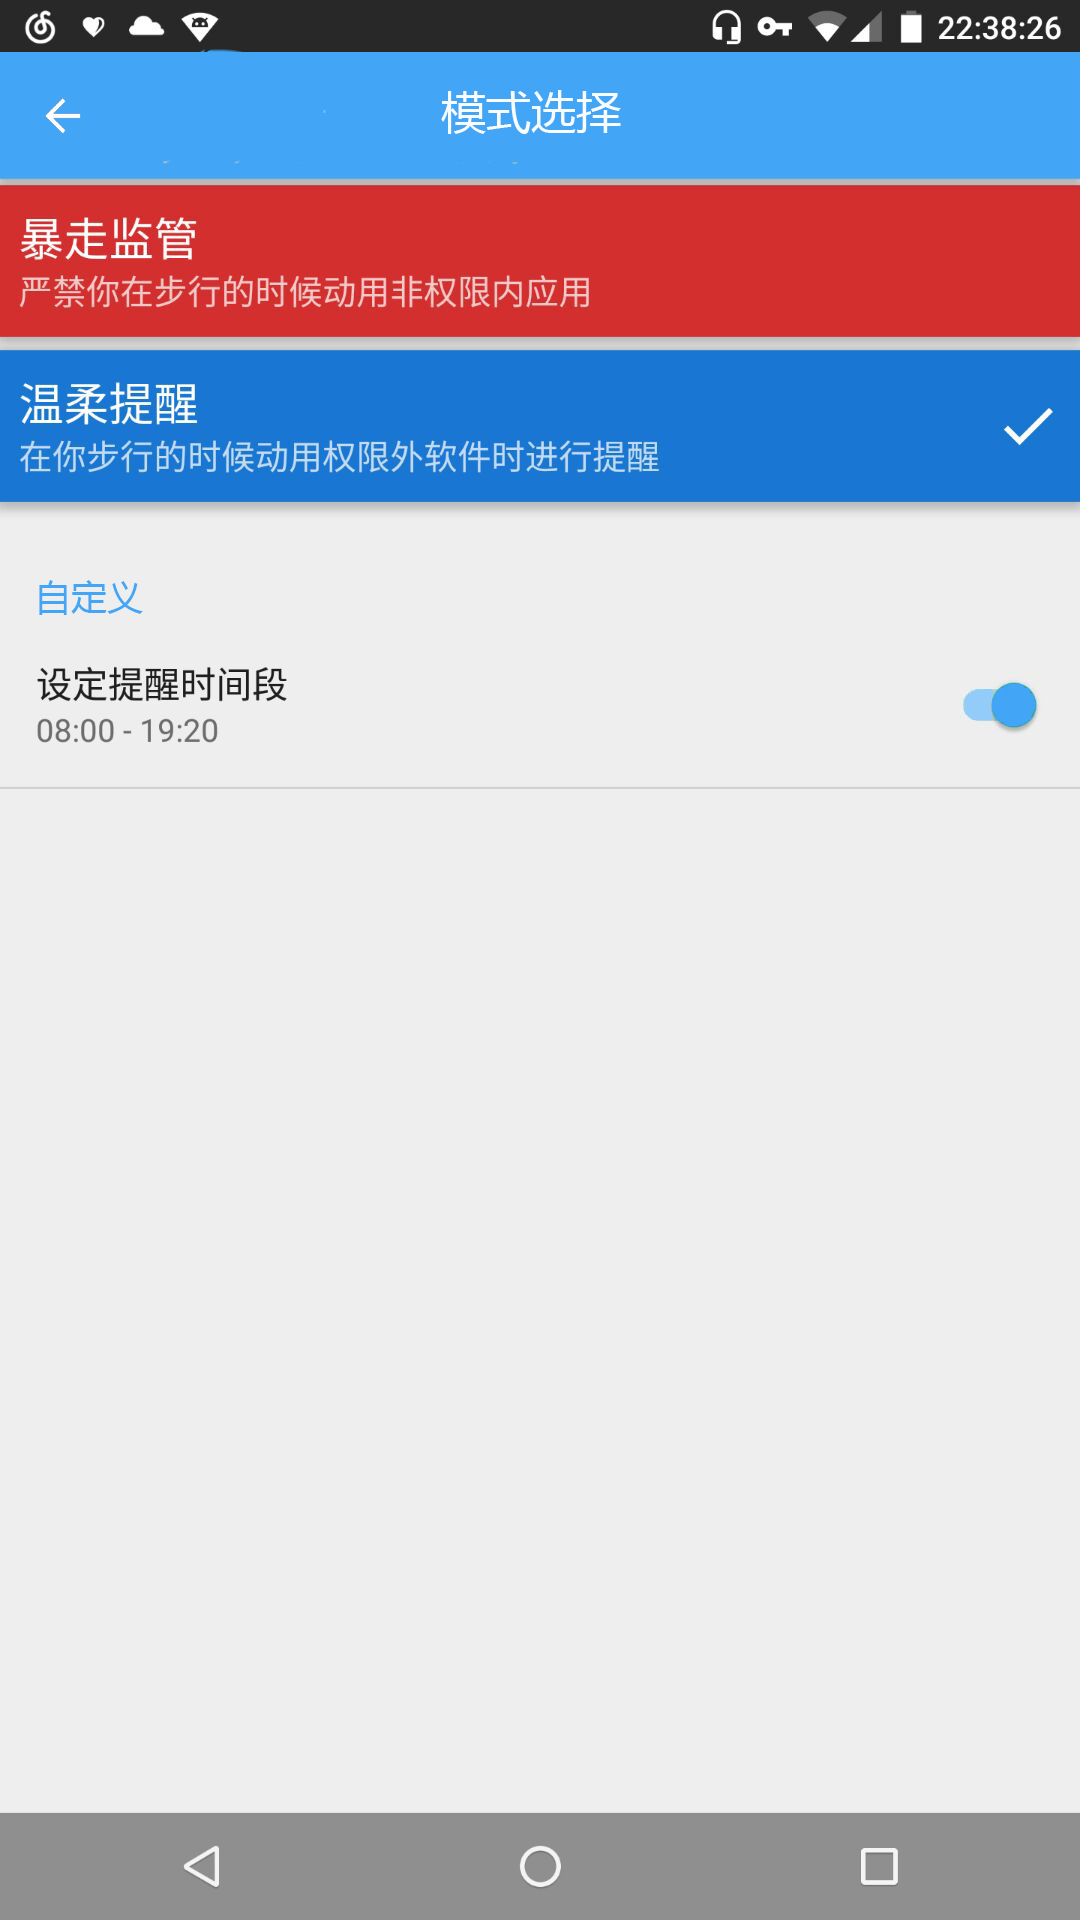 22:38:26
模式选择
暴走监管
严禁你在步行的时候动用非权限内应用
温柔提醒
在你步行的时候动用权限外软件时进行提醒
自定义
设定提醒时间段
08:00 - 19:20